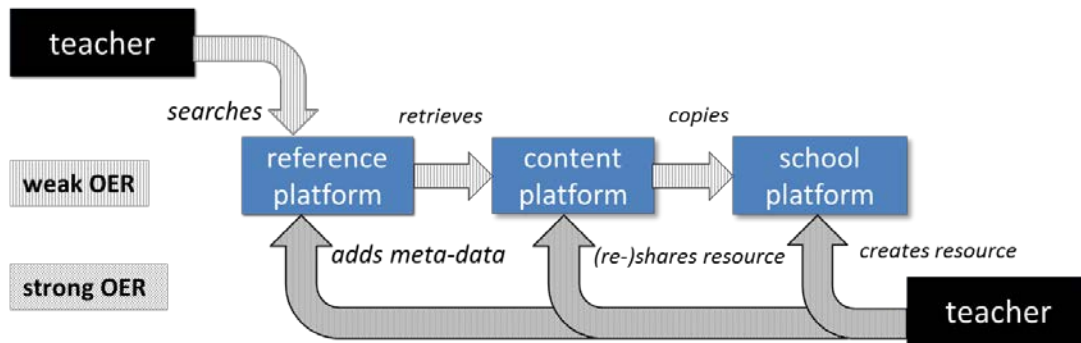 teacher
searches
retrieves
copies
reference
platform
content
platform
school
platform
weak OER
adds meta-data
(re-)shares resource
creates resource
strong OER
teacher